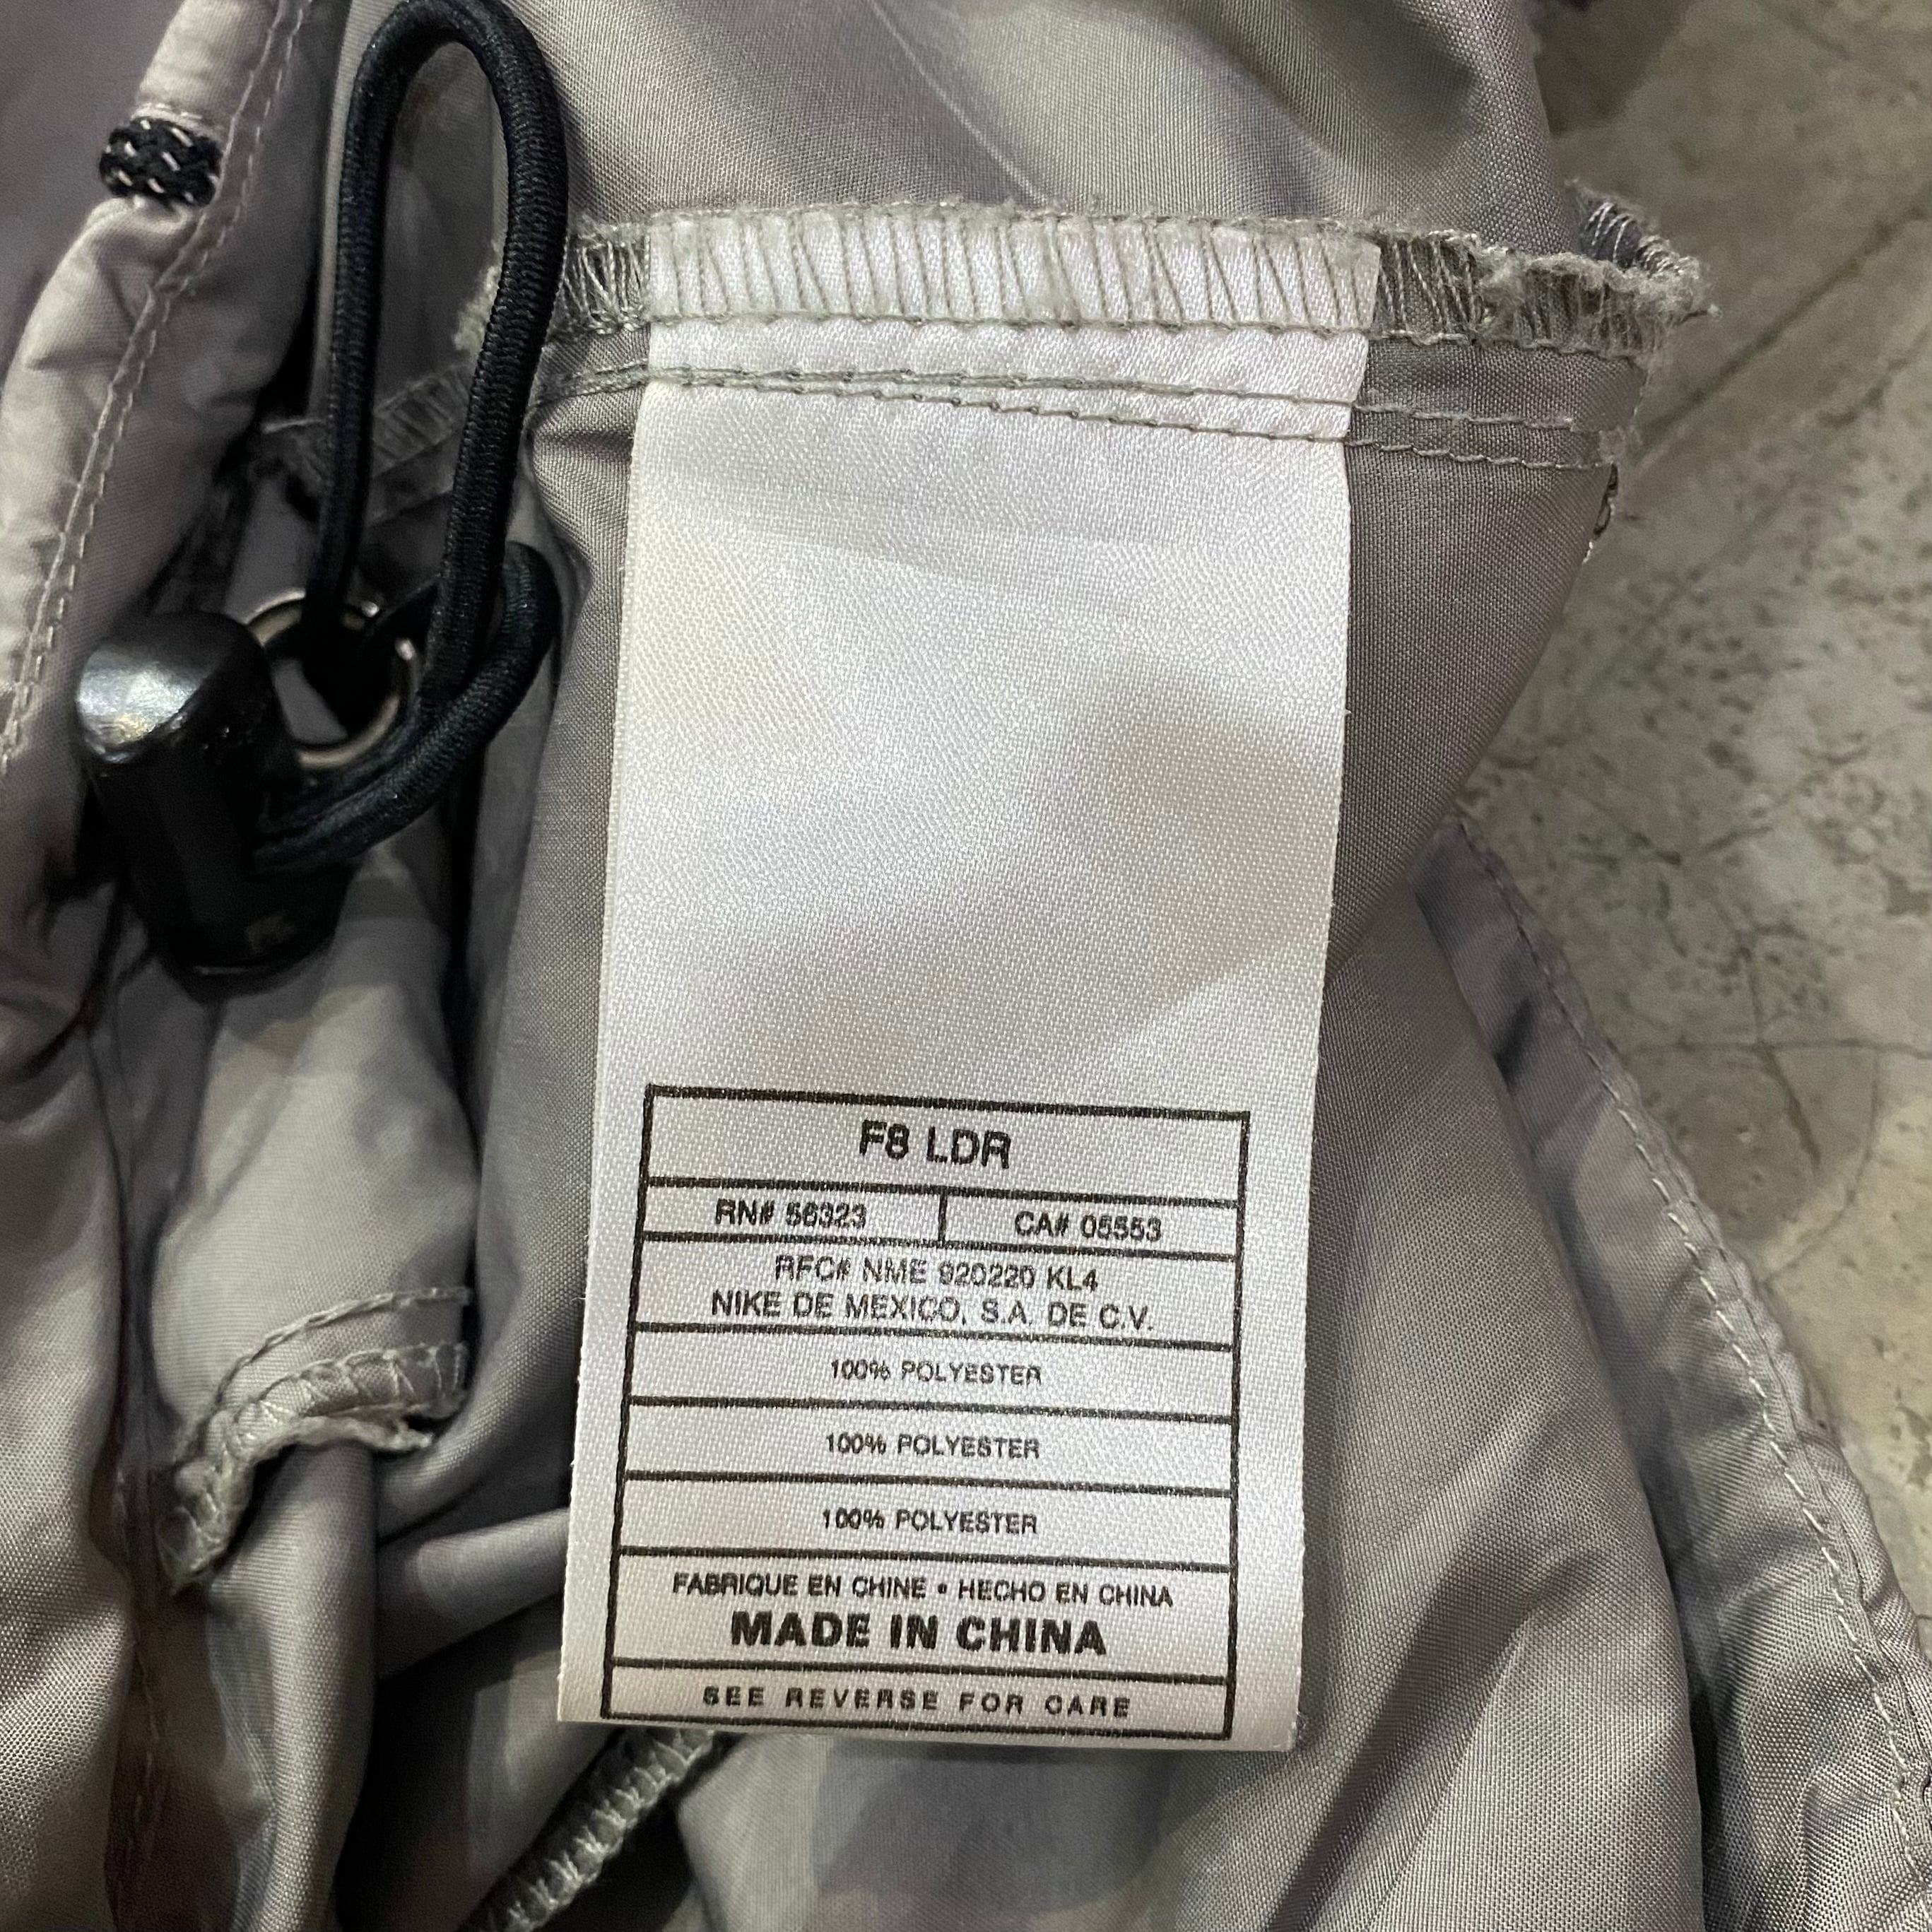 F8 LDR
RN# 56323 CA# 05553
RFC# NME 920220 KL4
NIKE DE MEXICO, S.A. DE C.V.
100% POLYESTER
100% POLYESTER
100% POLYESTER
FABRIQUE EN CHINE • HECHO EN CHINA
MADE IN CHINA
SEE REVERSE FOR CARE